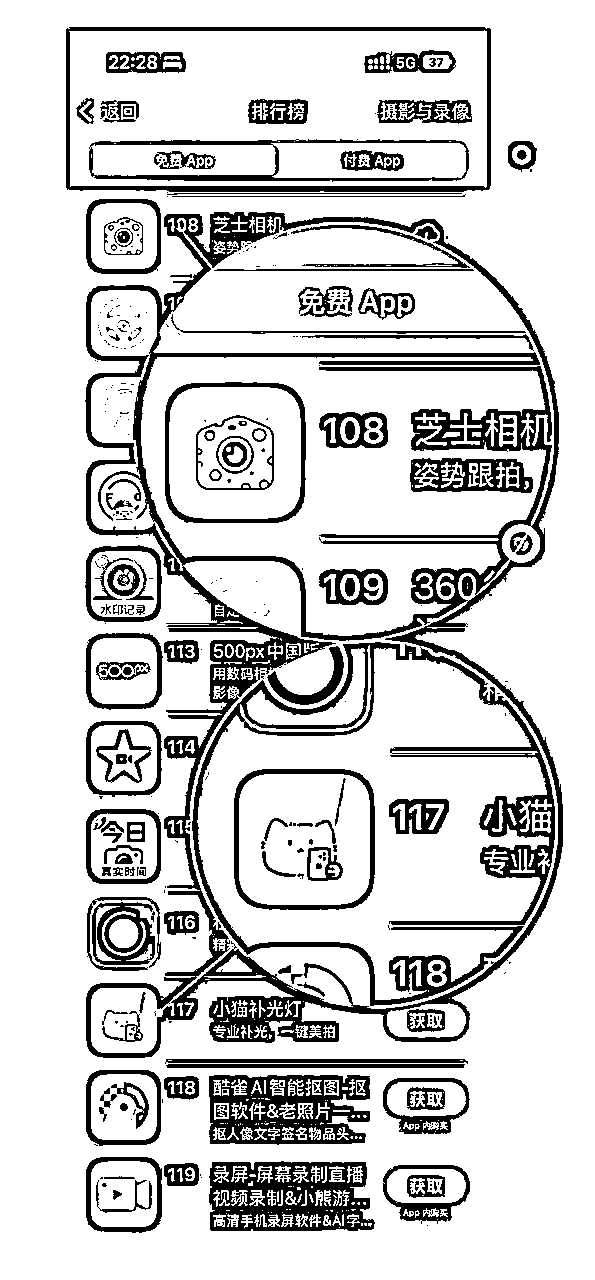 22:28
5G 37
返回
排行榜
摄影与录像
免费 App
付费 App
108 芝士相机
免费 App
108 芝士相机
姿势跟拍,
109 360
水印记录
113 500px中国版
用数码相
影像
114
117 小猫
专业补
今日
真实时间
115
116
精
118
117 小猫补光灯
专业补光，一键美拍
获取
118 酷雀AI智能抠图-抠
图软件&老照片一...
抠人像文字签名物品头...
获取
App 内购买
119 录屏-屏幕录制直播
视频录制&小熊游...
高清手机录屏软件&AI字...
获取
App 内购买